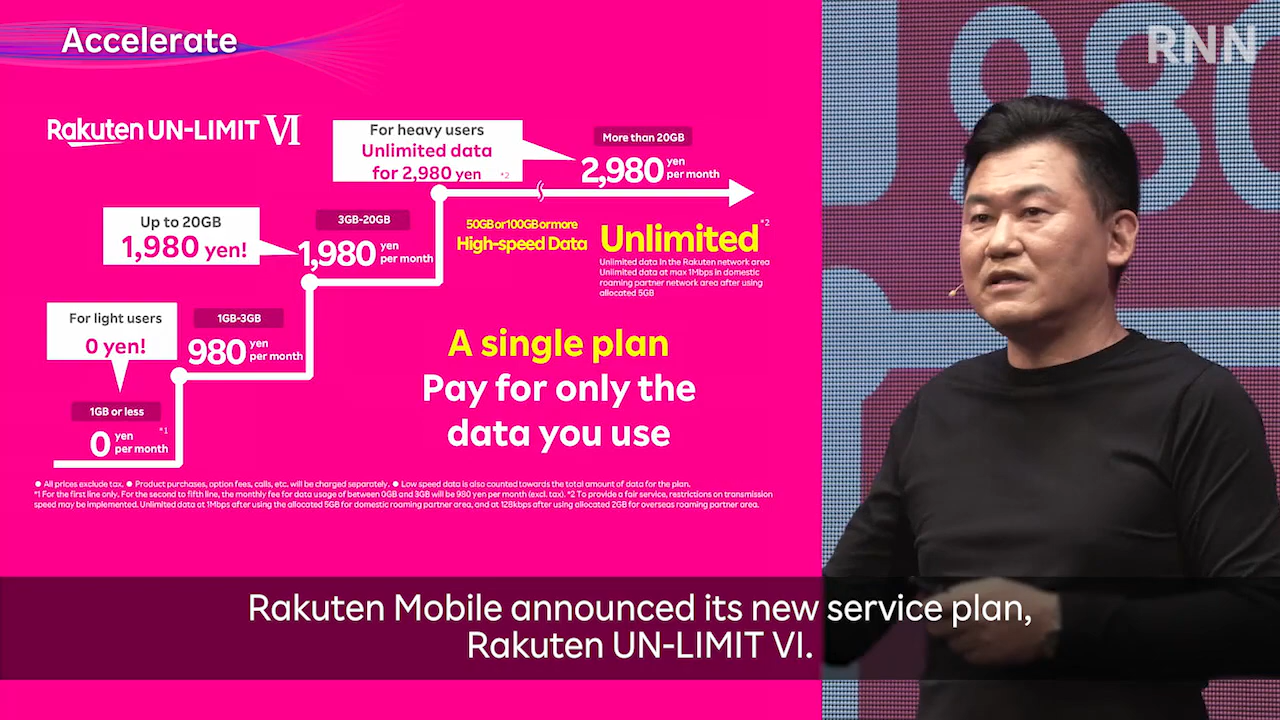 Accelerate
RNN
980
Rakuten UN-LIMIT VI
For heavy users
Unlimited data
for 2,980 yen *2
More than 20GB
2,980 yen
per month
Up to 20GB
1,980 yen!
3GB-20GB
1,980 yen
per month
50GB or 100GB or more
High-speed Data
Unlimited *2
Unlimited data in the Rakuten network area
Unlimited data at max 1Mbps in domestic
roaming partner network area after using
allocated 5GB
For light users
0 yen!
1GB-3GB
980 yen
per month
A single plan
Pay for only the
data you use
1GB or less
0 yen
per month *1
● All prices exclude tax. ● Product purchases, option fees, calls, etc. will be charged separately. ● Low speed data is also counted towards the total amount of data for the plan.
*1 For the first line only. For the second to fifth line, the monthly fee for data usage of between 0GB and 3GB will be 980 yen per month (excl. tax). *2 To provide a fair service, restrictions on transmission
speed may be implemented. Unlimited data at 1Mbps after using the allocated 5GB for domestic roaming partner area, and at 128kbps after using allocated 2GB for overseas roaming partner area.
Rakuten Mobile announced its new service plan,
Rakuten UN-LIMIT VI.